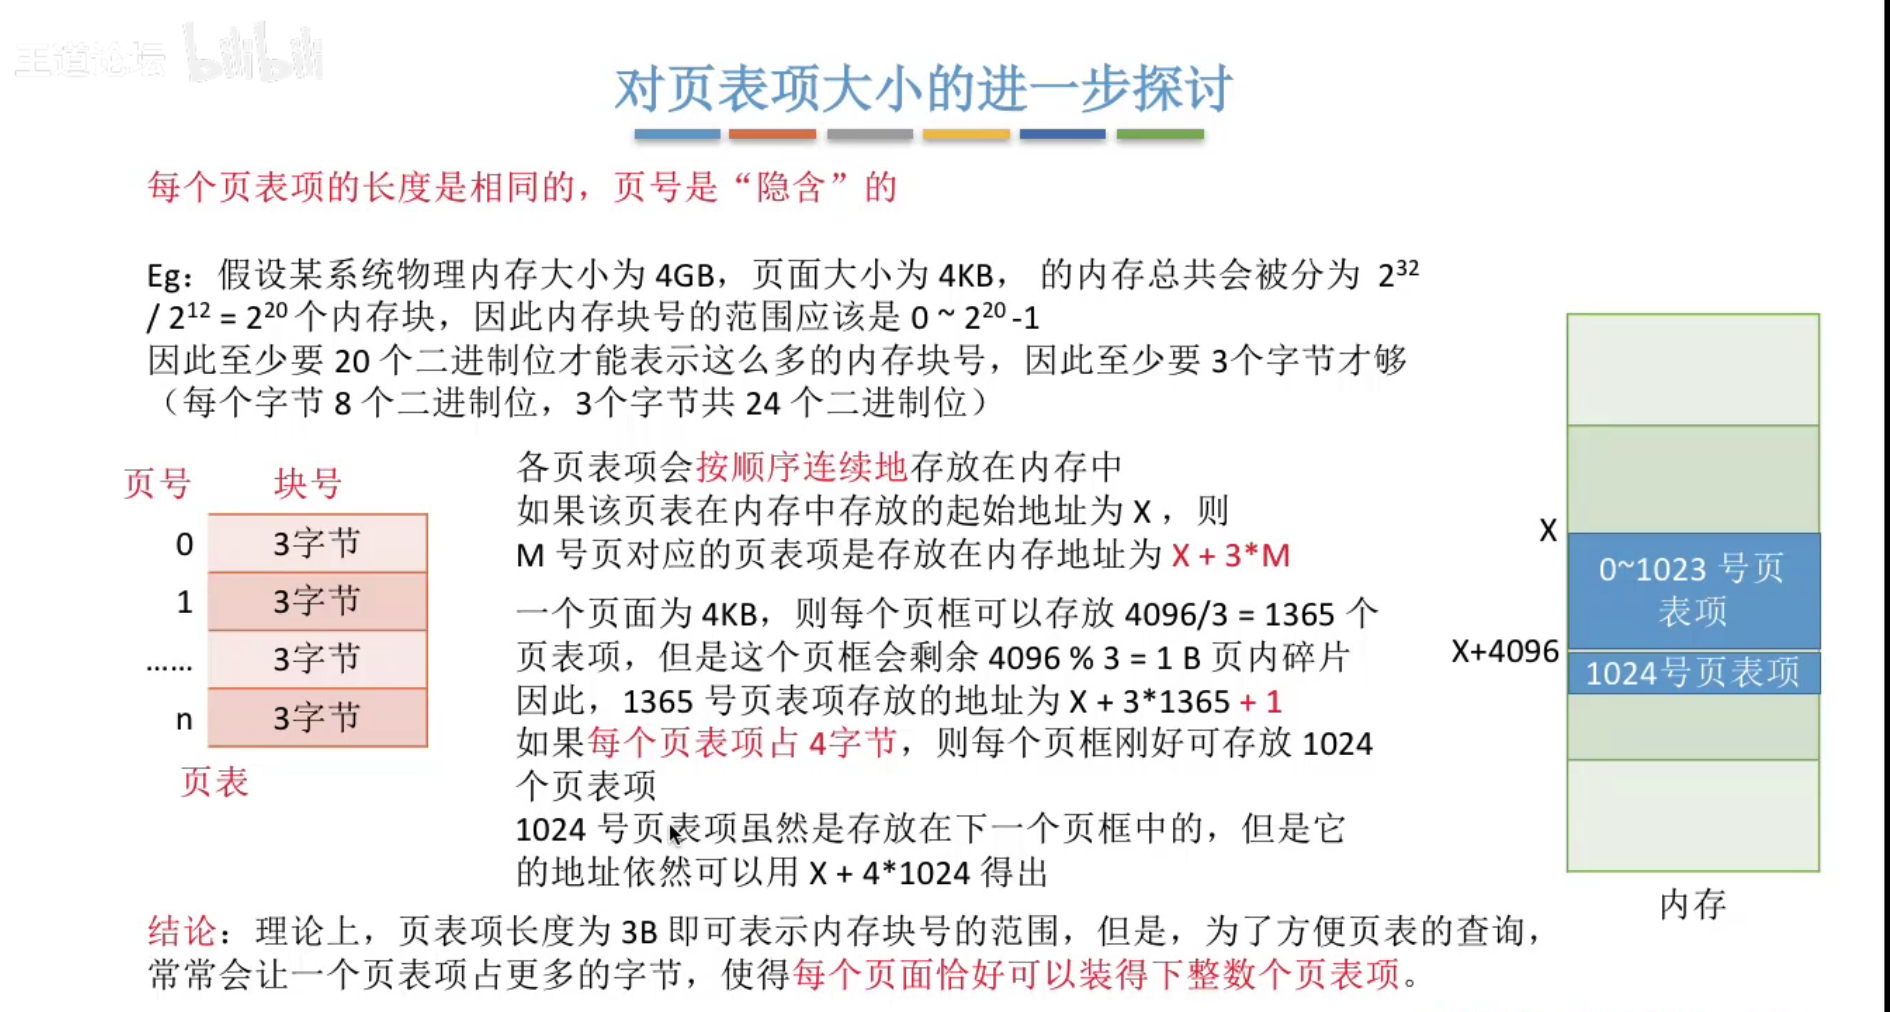 王道论坛 bilibili
对页表项大小的进一步探讨
每个页表项的长度是相同的，页号是“隐含”的
Eg：假设某系统物理内存大小为 4GB，页面大小为 4KB， 的内存总共会被分为 2³²
/ 2¹² = 2²⁰ 个内存块，因此内存块号的范围应该是 0 ~ 2²⁰ -1
因此至少要 20 个二进制位才能表示这么多的内存块号，因此至少要 3个字节才够
（每个字节 8 个二进制位，3个字节共 24 个二进制位）
页号 块号
0 3字节
1 3字节
...... 3字节
n 3字节
页表
各页表项会按顺序连续地存放在内存中
如果该页表在内存中存放的起始地址为 X ，则
M 号页对应的页表项是存放在内存地址为 X + 3*M
一个页面为 4KB，则每个页框可以存放 4096/3 = 1365 个
页表项，但是这个页框会剩余 4096 % 3 = 1 B 页内碎片
因此，1365 号页表项存放的地址为 X + 3*1365 + 1
如果每个页表项占 4字节，则每个页框刚好可存放 1024
个页表项
1024 号页表项虽然是存放在下一个页框中的，但是它
的地址依然可以用 X + 4*1024 得出
X
0~1023 号页
表项
X+4096
1024号页表项
内存
结论：理论上，页表项长度为 3B 即可表示内存块号的范围，但是，为了方便页表的查询，
常常会让一个页表项占更多的字节，使得每个页面恰好可以装得下整数个页表项。